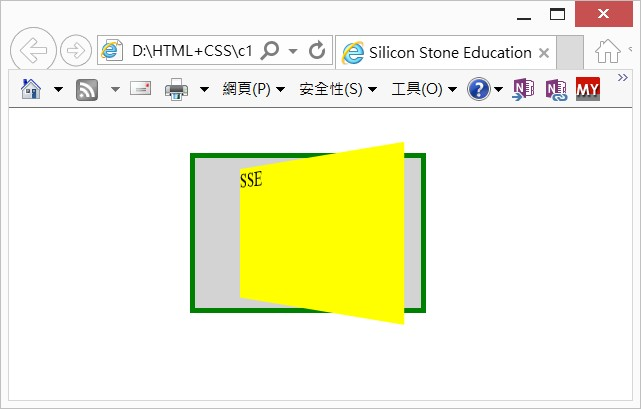 D:\HTML+CSS\c1
Silicon Stone Education
網頁(P) 安全性(S) 工具(O) ? N N MY
SSE